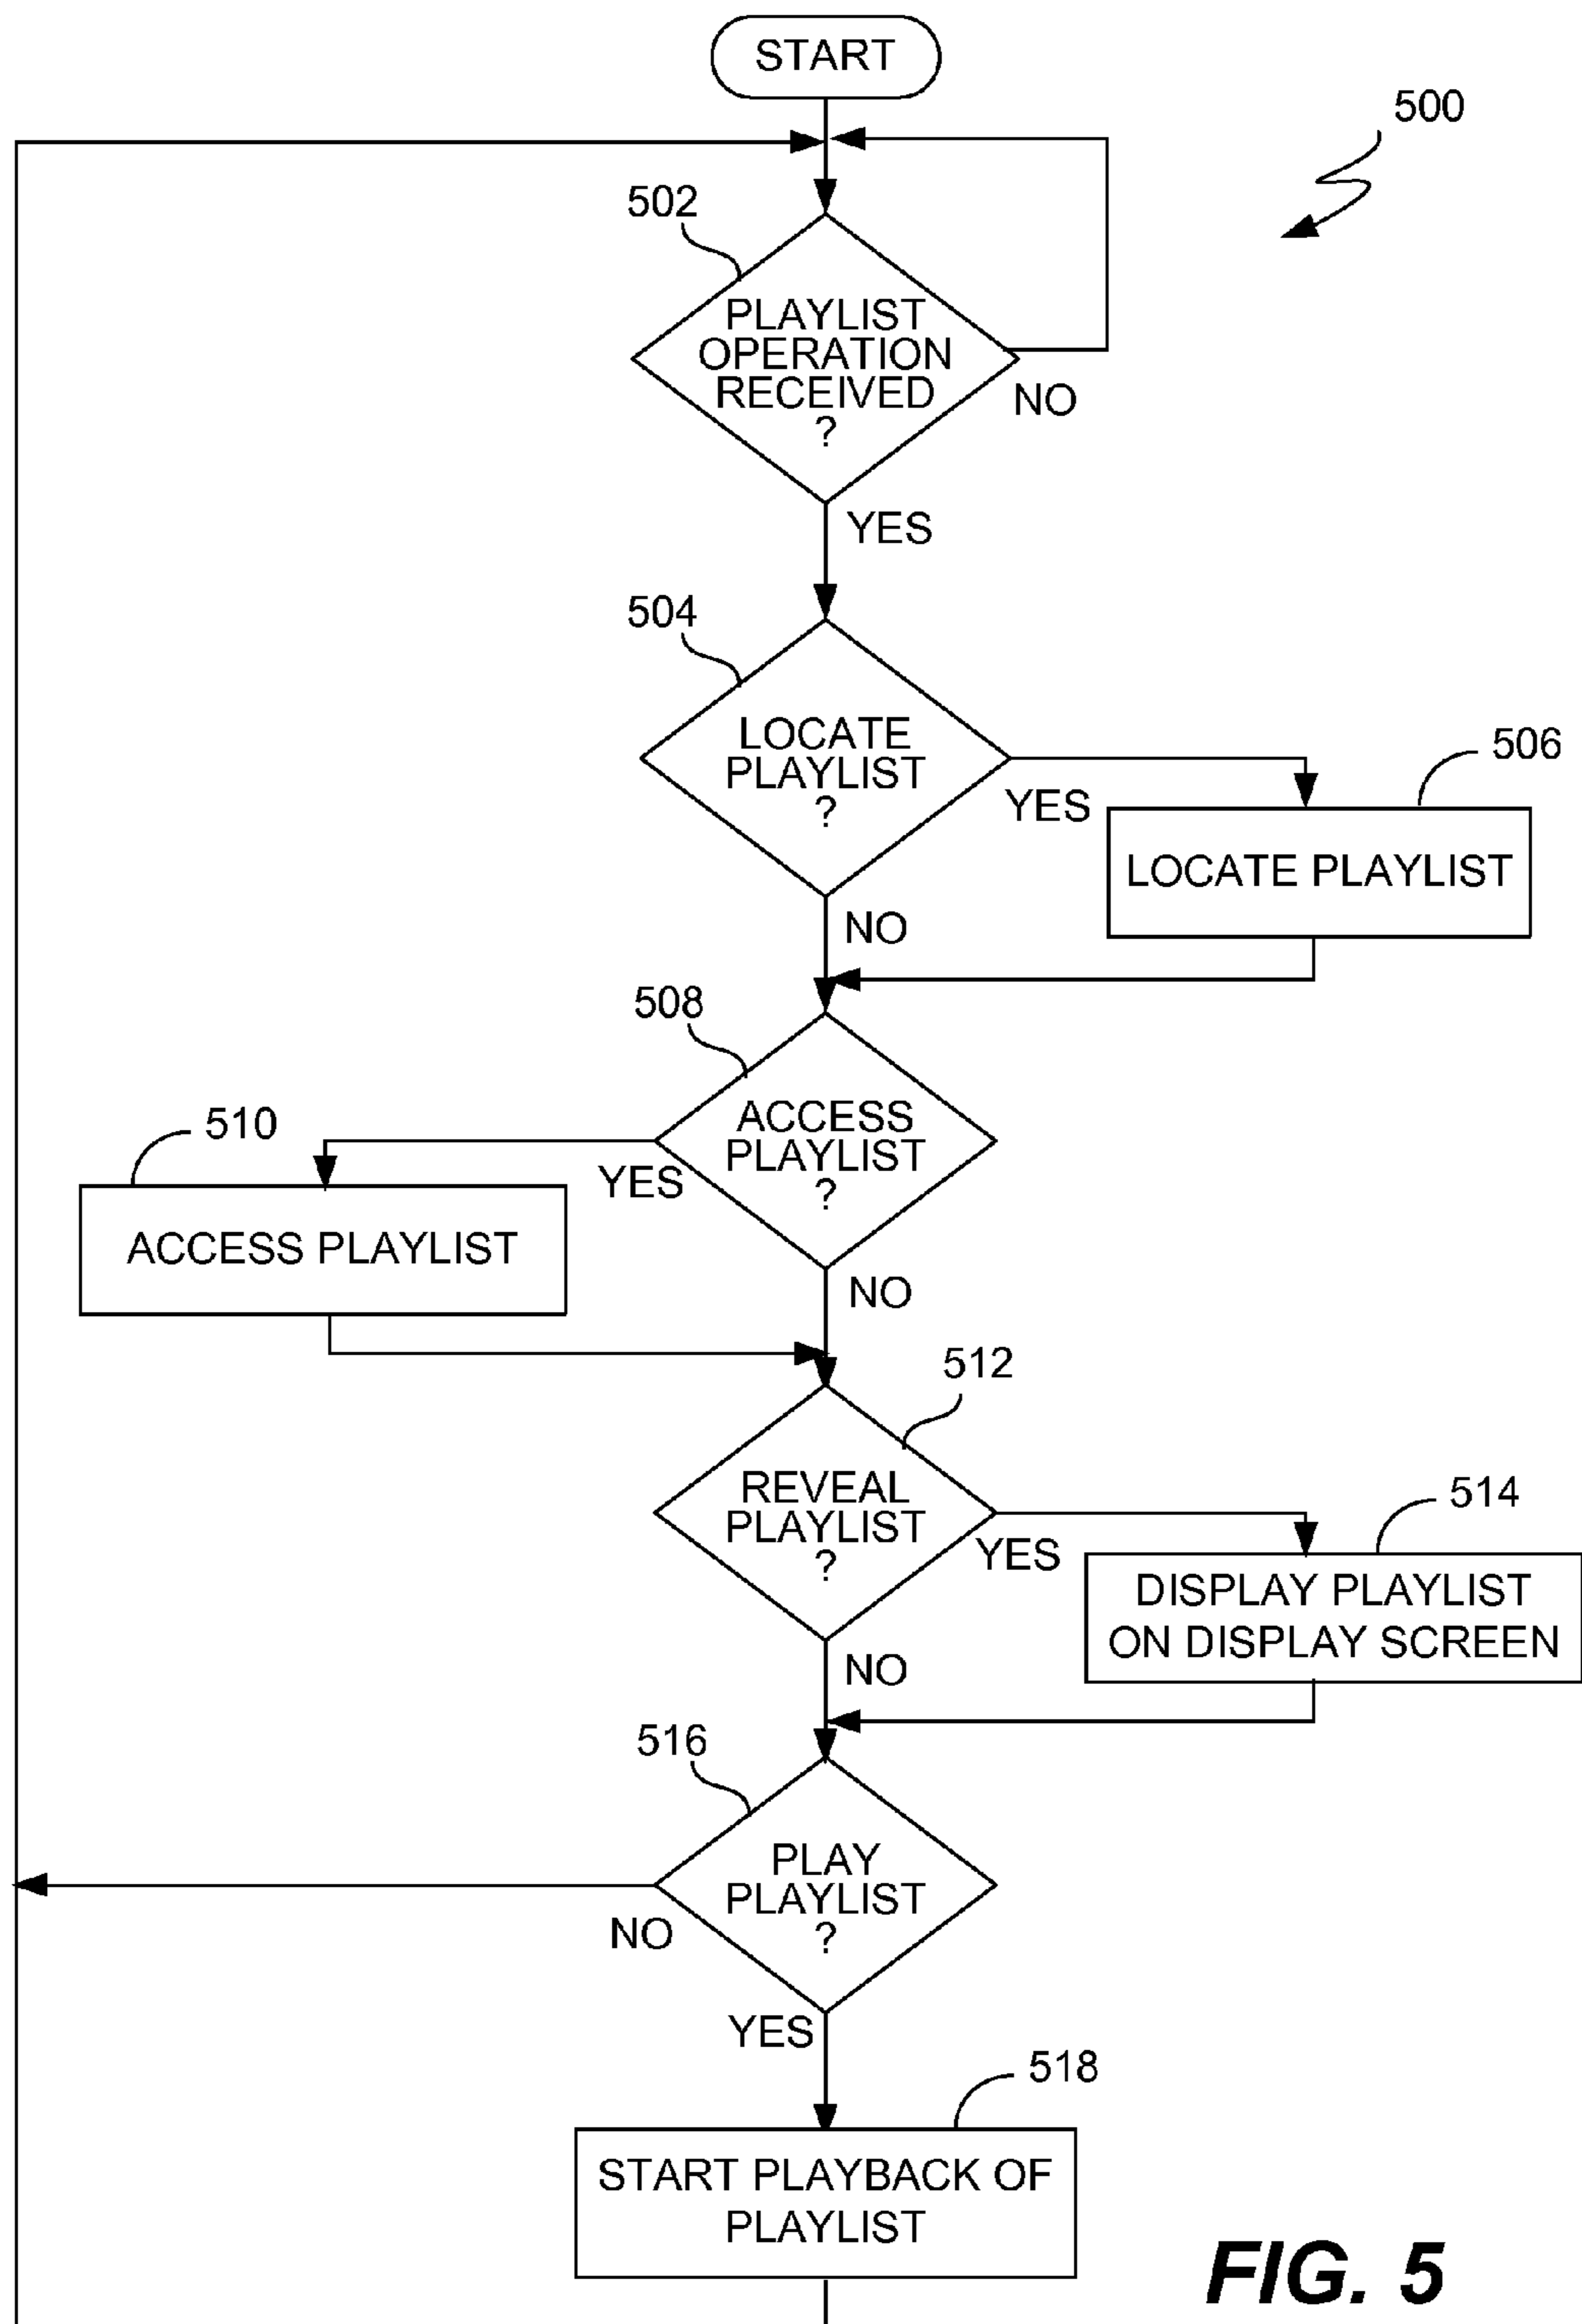 START
500
502
PLAYLIST
OPERATION
RECEIVED
?
NO
YES
504
LOCATE
PLAYLIST
?
YES
506
LOCATE PLAYLIST
NO
508
ACCESS
PLAYLIST
?
YES
510
ACCESS PLAYLIST
NO
512
REVEAL
PLAYLIST
?
YES
514
DISPLAY PLAYLIST
ON DISPLAY SCREEN
NO
516
PLAY
PLAYLIST
?
NO
YES
518
START PLAYBACK OF
PLAYLIST
FIG. 5